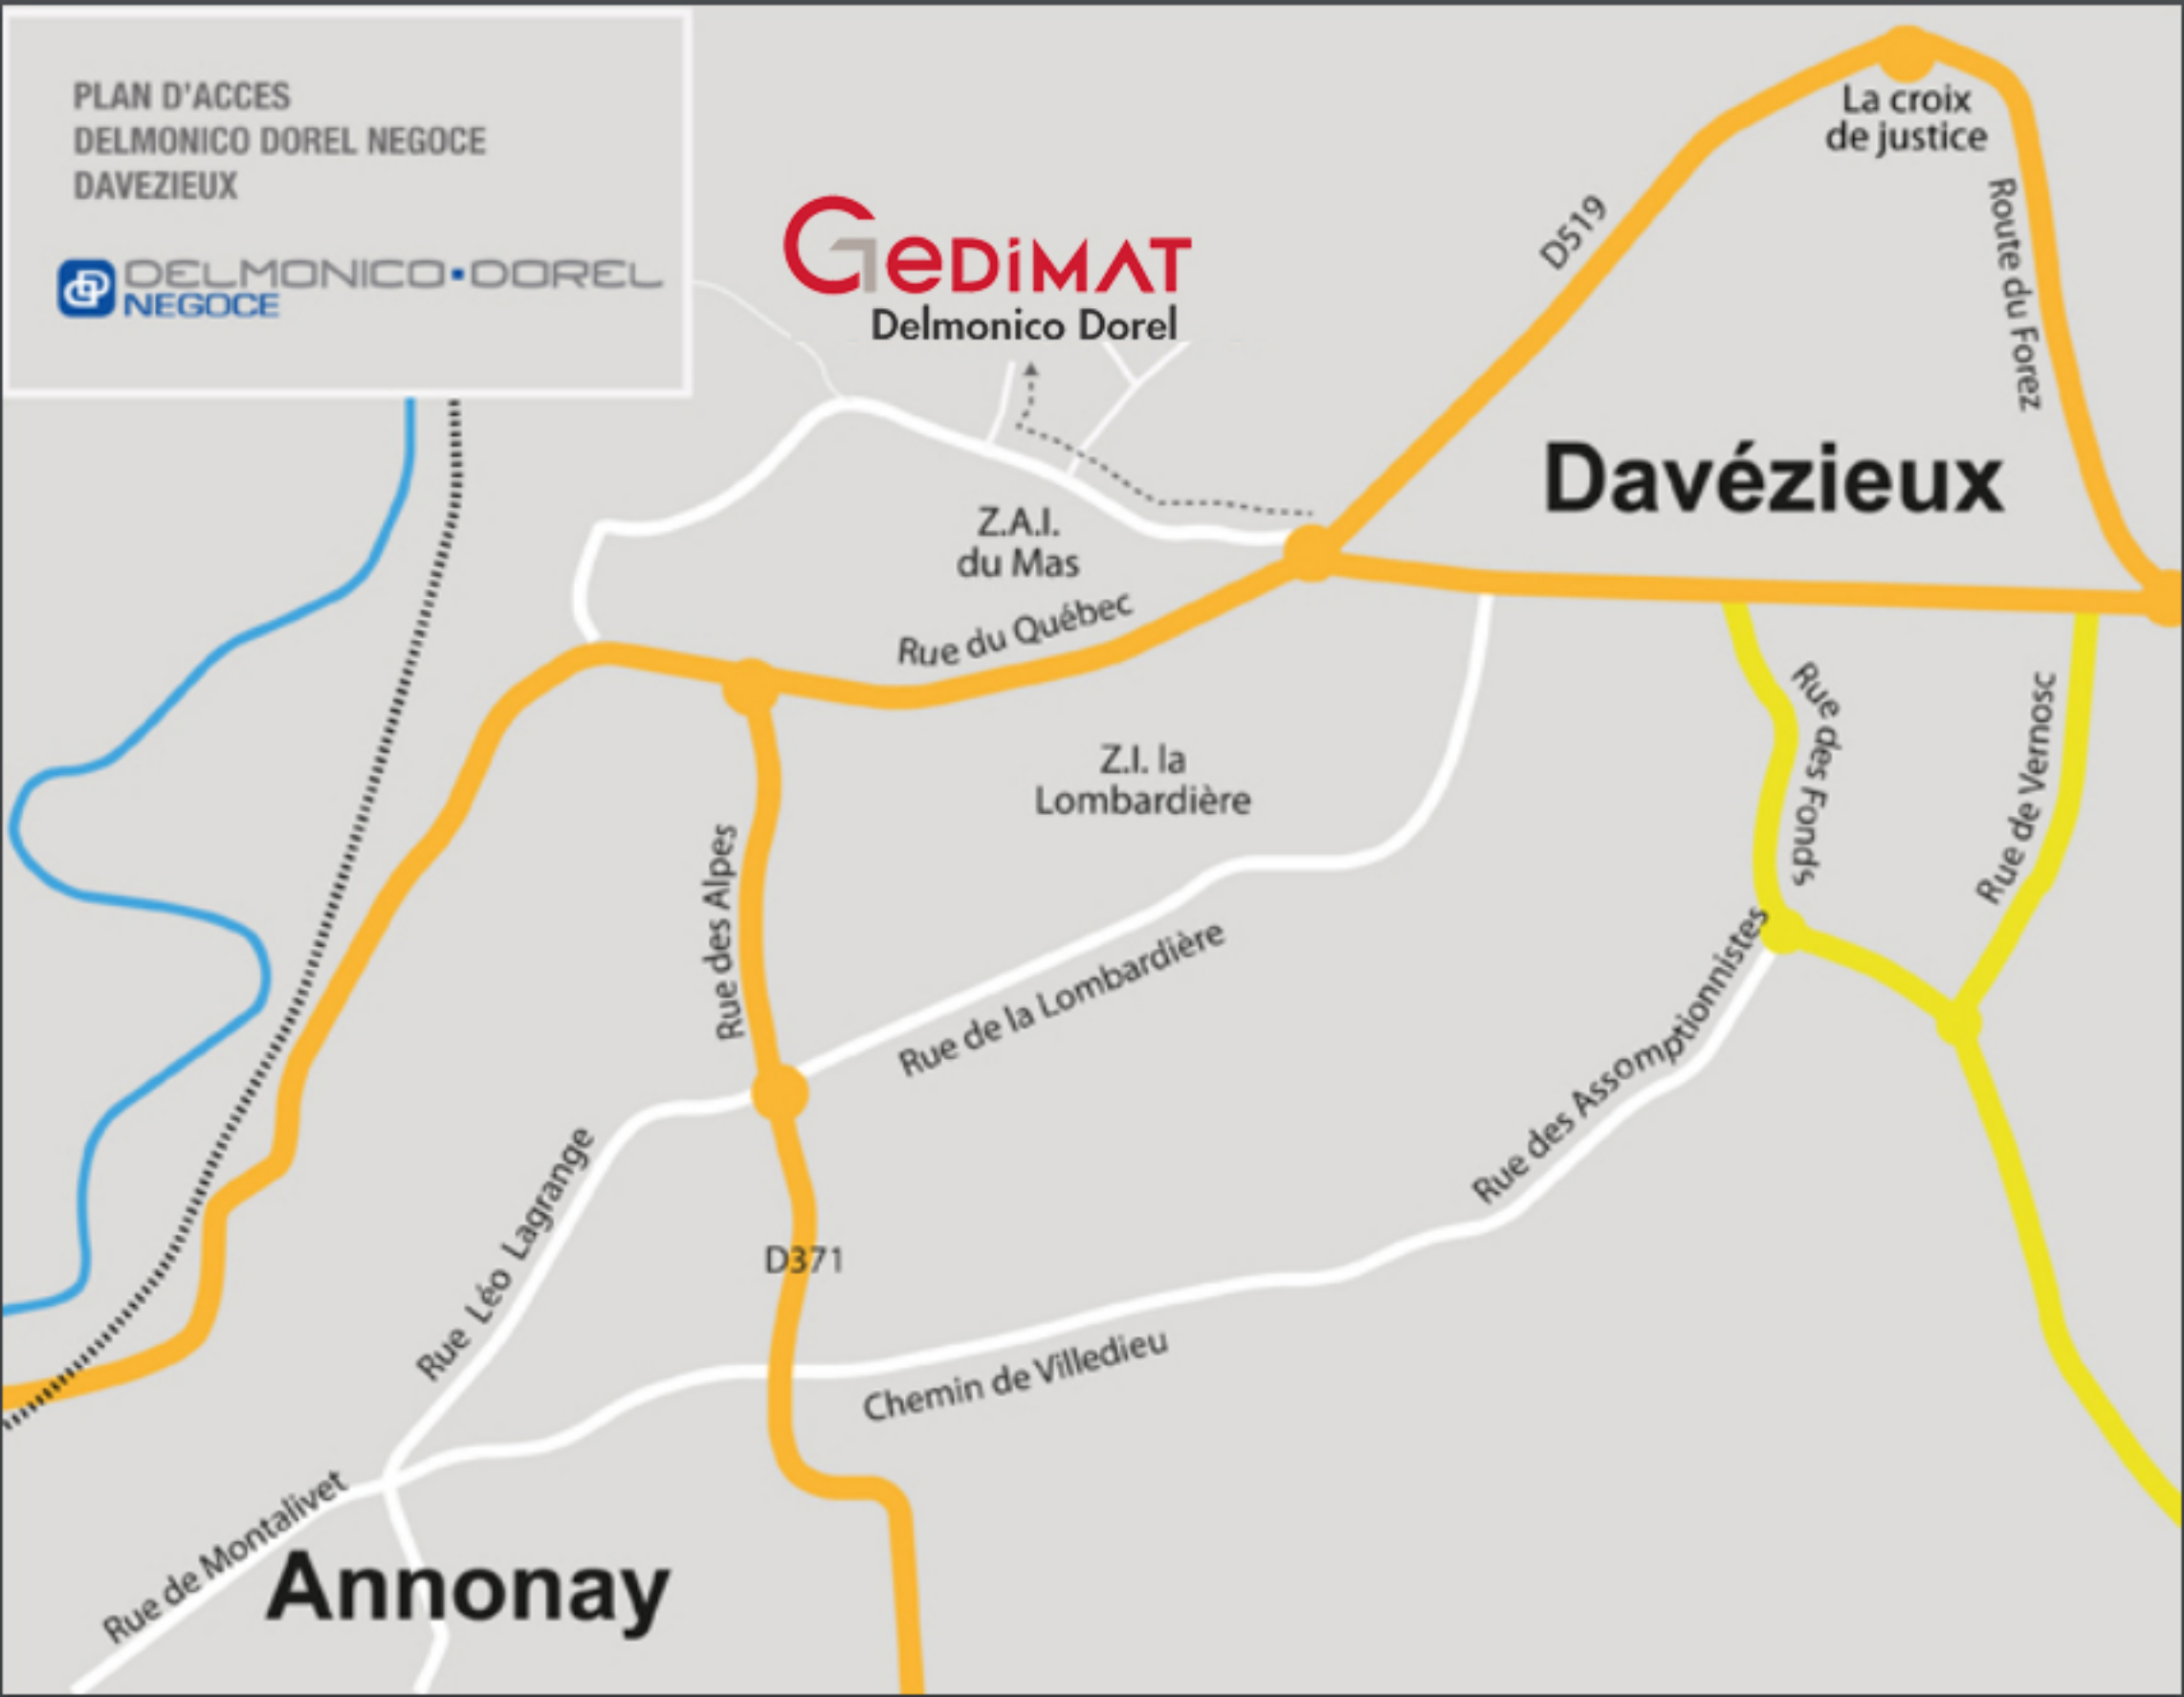 PLAN D'ACCES
DELMONICO DOREL NEGOCE
DAVEZIEUX
DELMONICO·DOREL
NEGOCE
GEDiMAT
Delmonico Dorel
La croix
de justice
D519
Route du Forez
Davézieux
Z.A.I.
du Mas
Rue du Québec
Rue des Fonds
Rue de Vernosc
Z.I. la
Lombardière
Rue des Alpes
Rue de la Lombardière
Rue des Assomptionnistes
Rue Léo Lagrange
D371
Chemin de Villedieu
Rue de Montalivet
Annonay